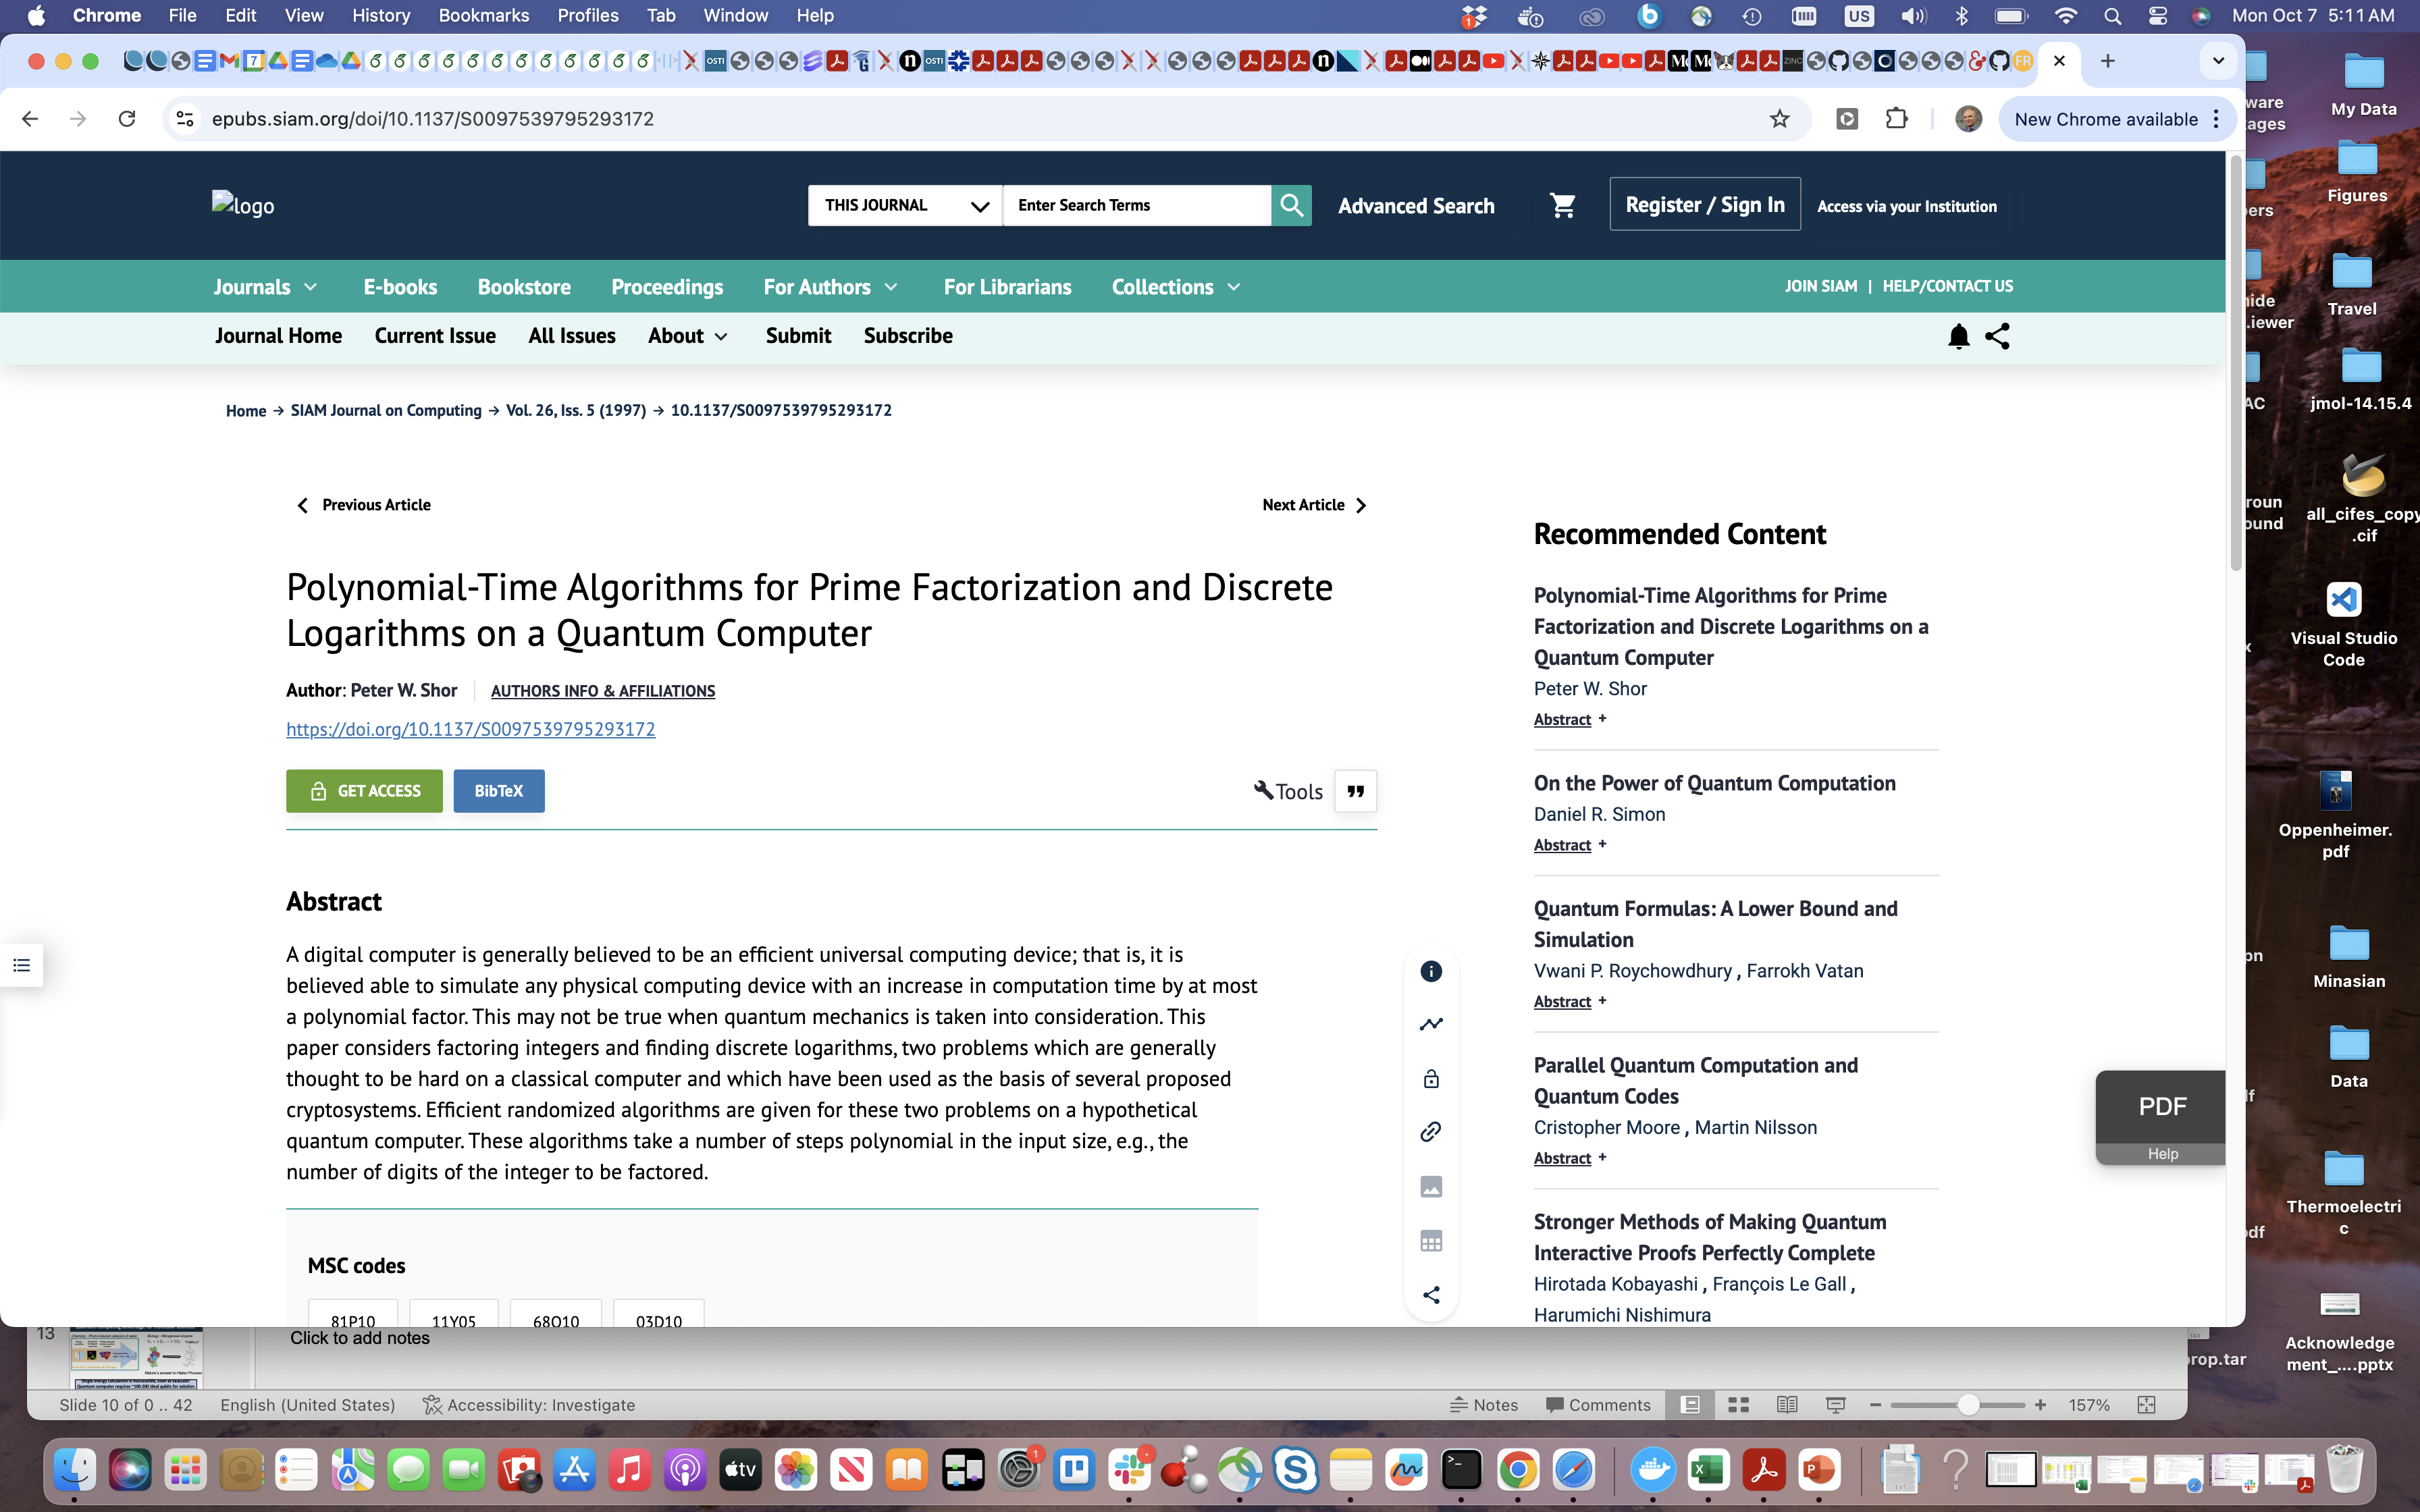 Chrome File Edit View History Bookmarks Profiles Tab Window Help
US
Mon Oct 7 5:11 AM
epubs.siam.org/doi/10.1137/S0097539795293172
New Chrome available
logo
THIS JOURNAL
Enter Search Terms
Advanced Search
Register / Sign In
Access via your Institution
Journals E-books Bookstore Proceedings For Authors For Librarians Collections
JOIN SIAM | HELP/CONTACT US
Journal Home Current Issue All Issues About Submit Subscribe
Home → SIAM Journal on Computing → Vol. 26, Iss. 5 (1997) → 10.1137/S0097539795293172
Previous Article
Next Article
Polynomial-Time Algorithms for Prime Factorization and Discrete
Logarithms on a Quantum Computer
Author: Peter W. Shor
AUTHORS INFO & AFFILIATIONS
https://doi.org/10.1137/S0097539795293172
GET ACCESS
BibTeX
Tools
Abstract
A digital computer is generally believed to be an efficient universal computing device; that is, it is
believed able to simulate any physical computing device with an increase in computation time by at most
a polynomial factor. This may not be true when quantum mechanics is taken into consideration. This
paper considers factoring integers and finding discrete logarithms, two problems which are generally
thought to be hard on a classical computer and which have been used as the basis of several proposed
cryptosystems. Efficient randomized algorithms are given for these two problems on a hypothetical
quantum computer. These algorithms take a number of steps polynomial in the input size, e.g., the
number of digits of the integer to be factored.
MSC codes
81P10 11Y05 68Q10 03D10
Recommended Content
Polynomial-Time Algorithms for Prime
Factorization and Discrete Logarithms on a
Quantum Computer
Peter W. Shor
Abstract +
On the Power of Quantum Computation
Daniel R. Simon
Abstract +
Quantum Formulas: A Lower Bound and
Simulation
Vwani P. Roychowdhury , Farrokh Vatan
Abstract +
Parallel Quantum Computation and
Quantum Codes
Cristopher Moore , Martin Nilsson
Abstract +
Stronger Methods of Making Quantum
Interactive Proofs Perfectly Complete
Hirotada Kobayashi , François Le Gall ,
Harumichi Nishimura
PDF
Help
My Data
Figures
Travel
jmol-14.15.4
all_cifes_copy
.cif
Visual Studio
Code
Oppenheimer.
pdf
Minasian
Data
Thermoelectri
c
Acknowledge
ment_....pptx
13
Click to add notes
Slide 10 of 0 .. 42
English (United States)
Accessibility: Investigate
Notes
Comments
157%
tv